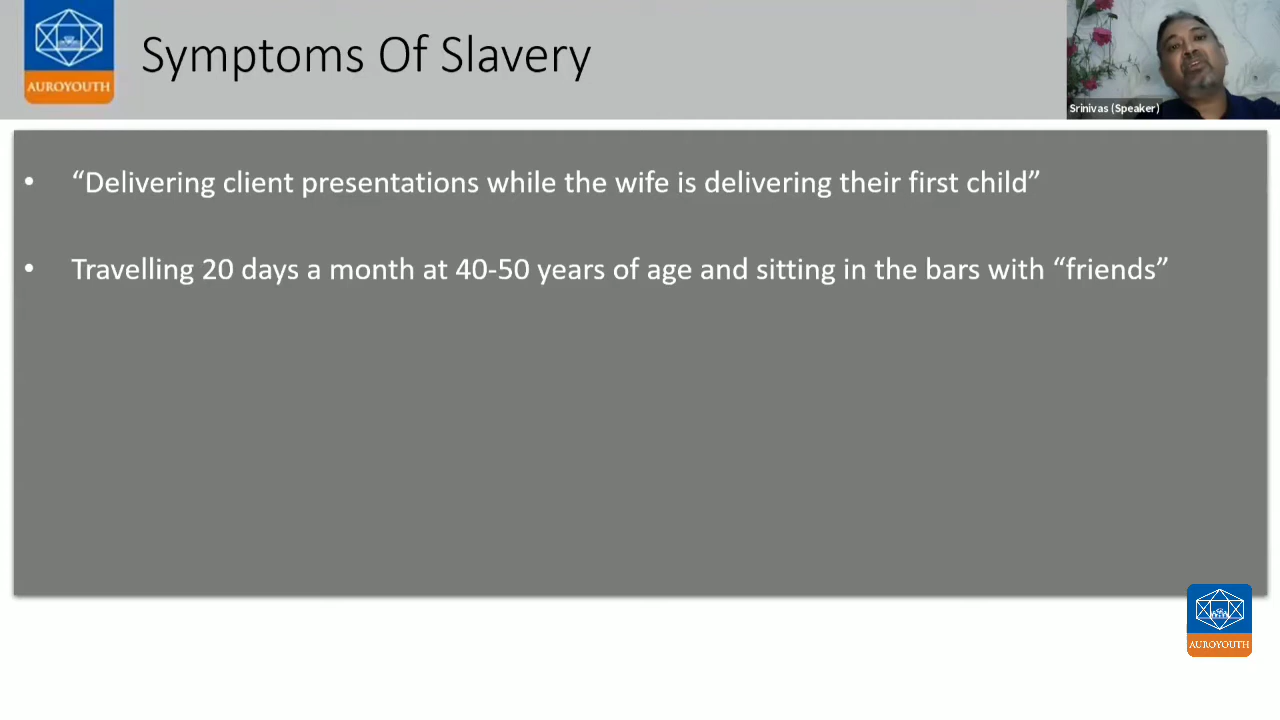 AUROYOUTH
Symptoms Of Slavery
Srinivas (Speaker)
• “Delivering client presentations while the wife is delivering their first child”
• Travelling 20 days a month at 40-50 years of age and sitting in the bars with “friends”
AUROYOUTH